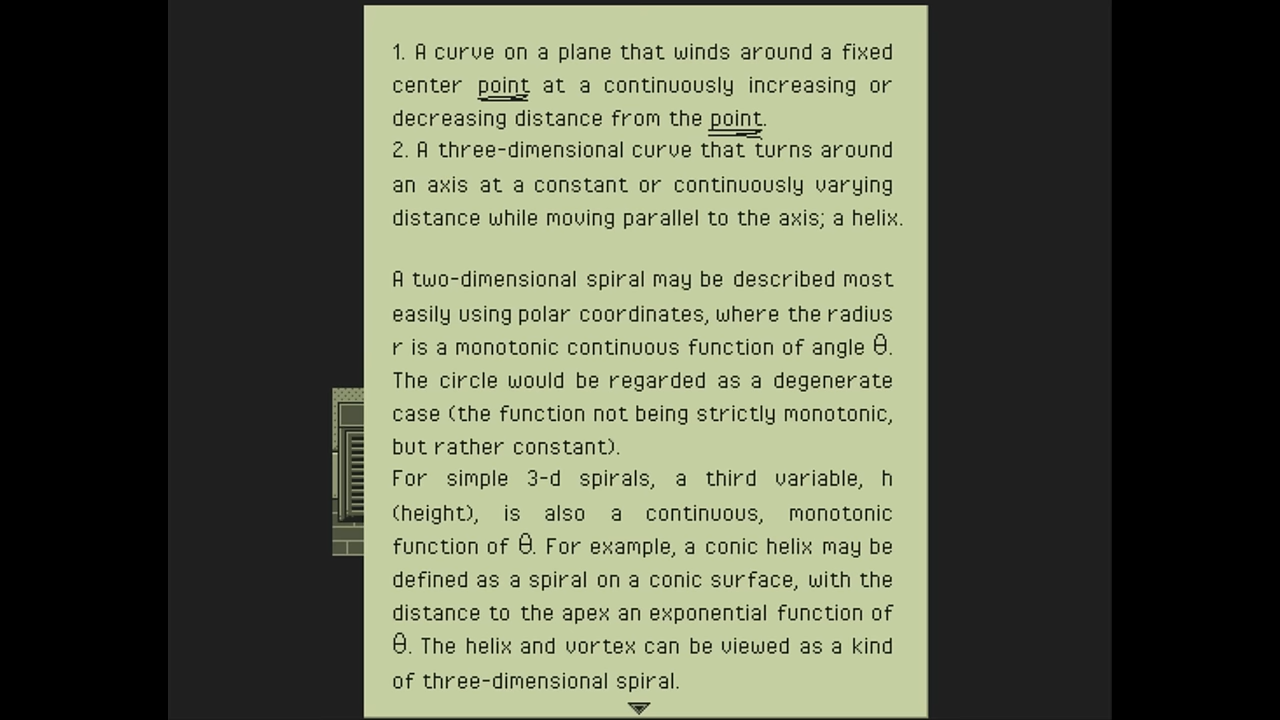 1. A curve on a plane that winds around a fixed
center point at a continuously increasing or
decreasing distance from the point.
2. A three-dimensional curve that turns around
an axis at a constant or continuously varying
distance while moving parallel to the axis; a helix.
A two-dimensional spiral may be described most
easily using polar coordinates, where the radius
r is a monotonic continuous function of angle θ.
The circle would be regarded as a degenerate
case (the function not being strictly monotonic,
but rather constant).
For simple 3-d spirals, a third variable, h
(height), is also a continuous, monotonic
function of θ. For example, a conic helix may be
defined as a spiral on a conic surface, with the
distance to the apex an exponential function of
θ. The helix and vortex can be viewed as a kind
of three-dimensional spiral.